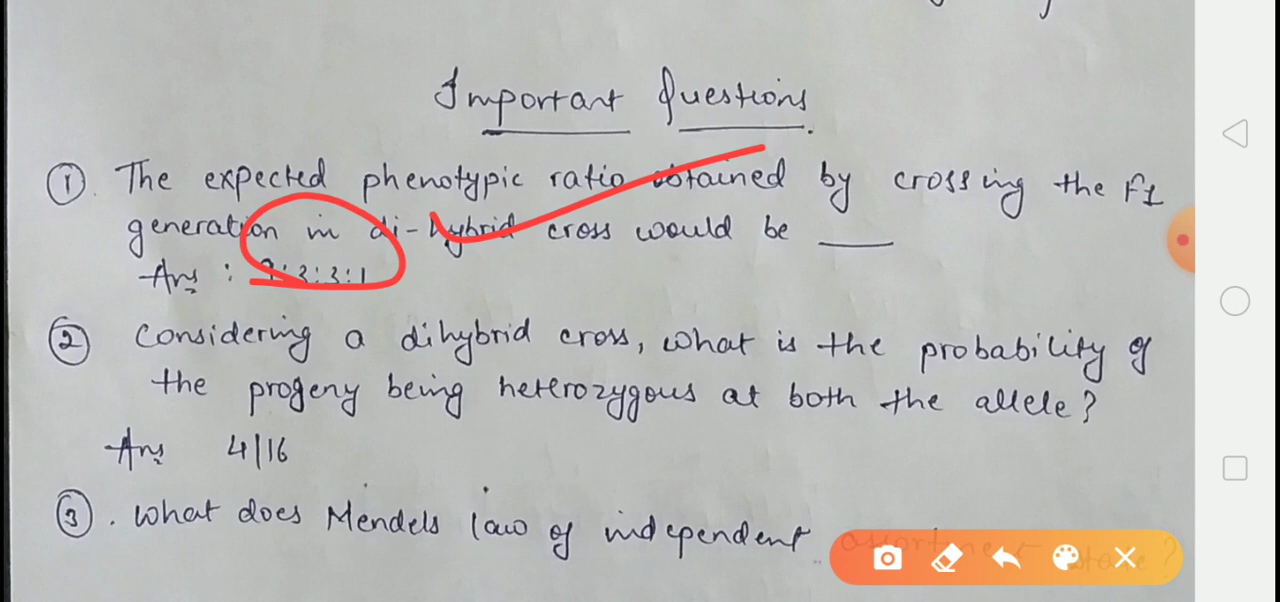 Important Questions
① The expected phenotypic ratio obtained by crossing the F1
generation in di-hybrid cross would be ___
Ans : 9:3:3:1
② Considering a dihybrid cross, what is the probability of
the progeny being heterozygous at both the allele?
Ans 4/16
③. What does Mendels law of independent assortment state?